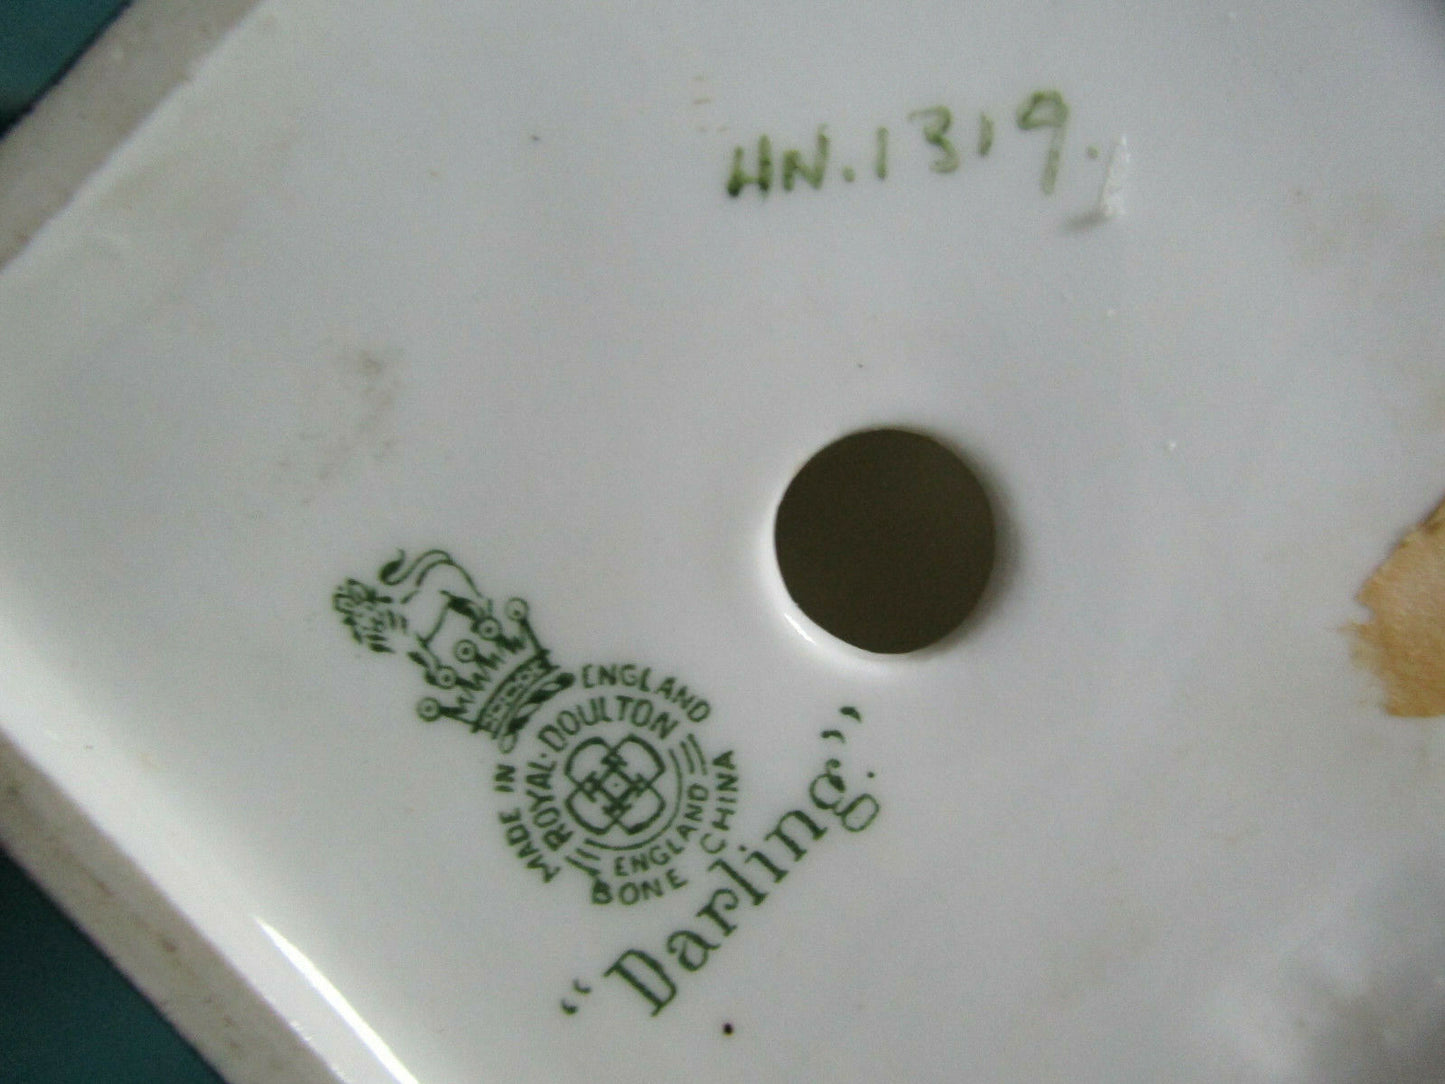 HN.1319.
MADE IN ENGLAND
ROYAL·DOULTON
ENGLAND
BONE CHINA
"Darling."